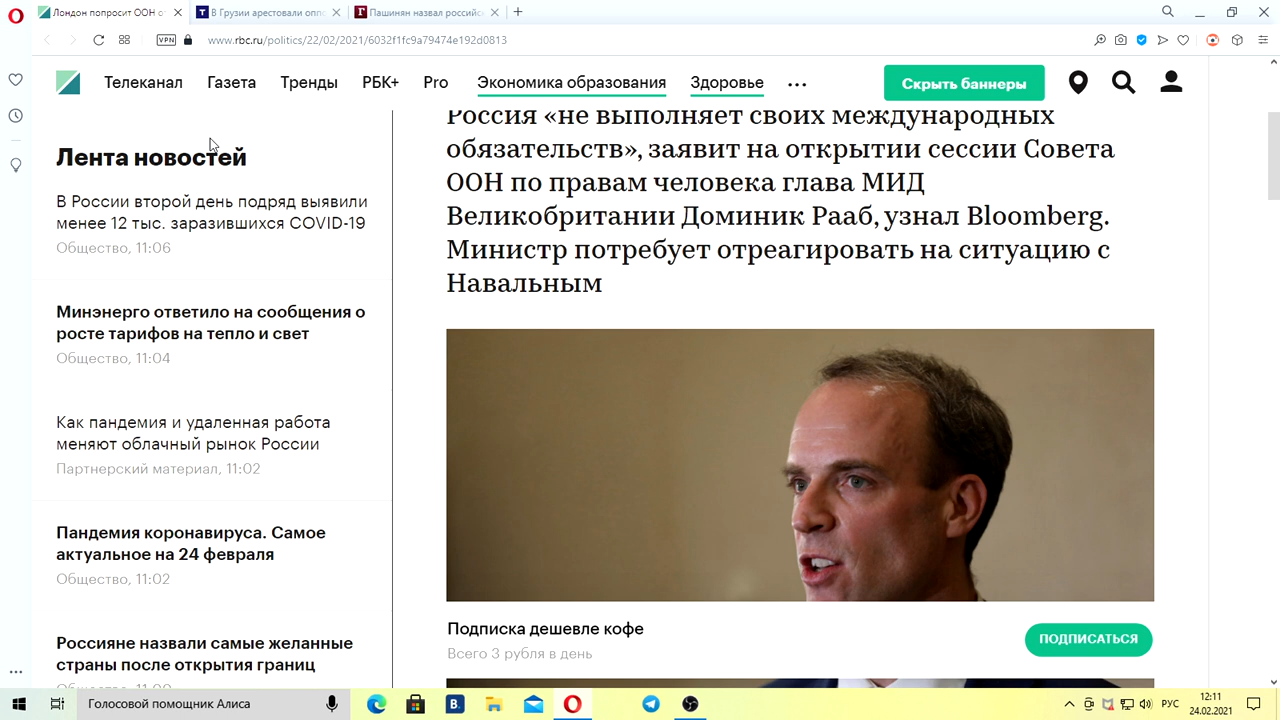 Лондон попросит ООН о
В Грузии арестовали оппо
Пашинян назвал российск
VPN
www.rbc.ru/politics/22/02/2021/6032f1fc9a79474e192d0813
Телеканал Газета Тренды РБК+ Pro Экономика образования Здоровье ... Скрыть баннеры
Лента новостей
В России второй день подряд выявили
менее 12 тыс. заразившихся COVID-19
Общество, 11:06
Минэнерго ответило на сообщения о
росте тарифов на тепло и свет
Общество, 11:04
Как пандемия и удаленная работа
меняют облачный рынок России
Партнерский материал, 11:02
Пандемия коронавируса. Самое
актуальное на 24 февраля
Общество, 11:02
Россияне назвали самые желанные
страны после открытия границ
Россия «не выполняет своих международных
обязательств», заявит на открытии сессии Совета
ООН по правам человека глава МИД
Великобритании Доминик Рааб, узнал Bloomberg.
Министр потребует отреагировать на ситуацию с
Навальным
Подписка дешевле кофе
Всего 3 рубля в день
ПОДПИСАТЬСЯ
Голосовой помощник Алиса
B.
РУС
12:11
24.02.2021